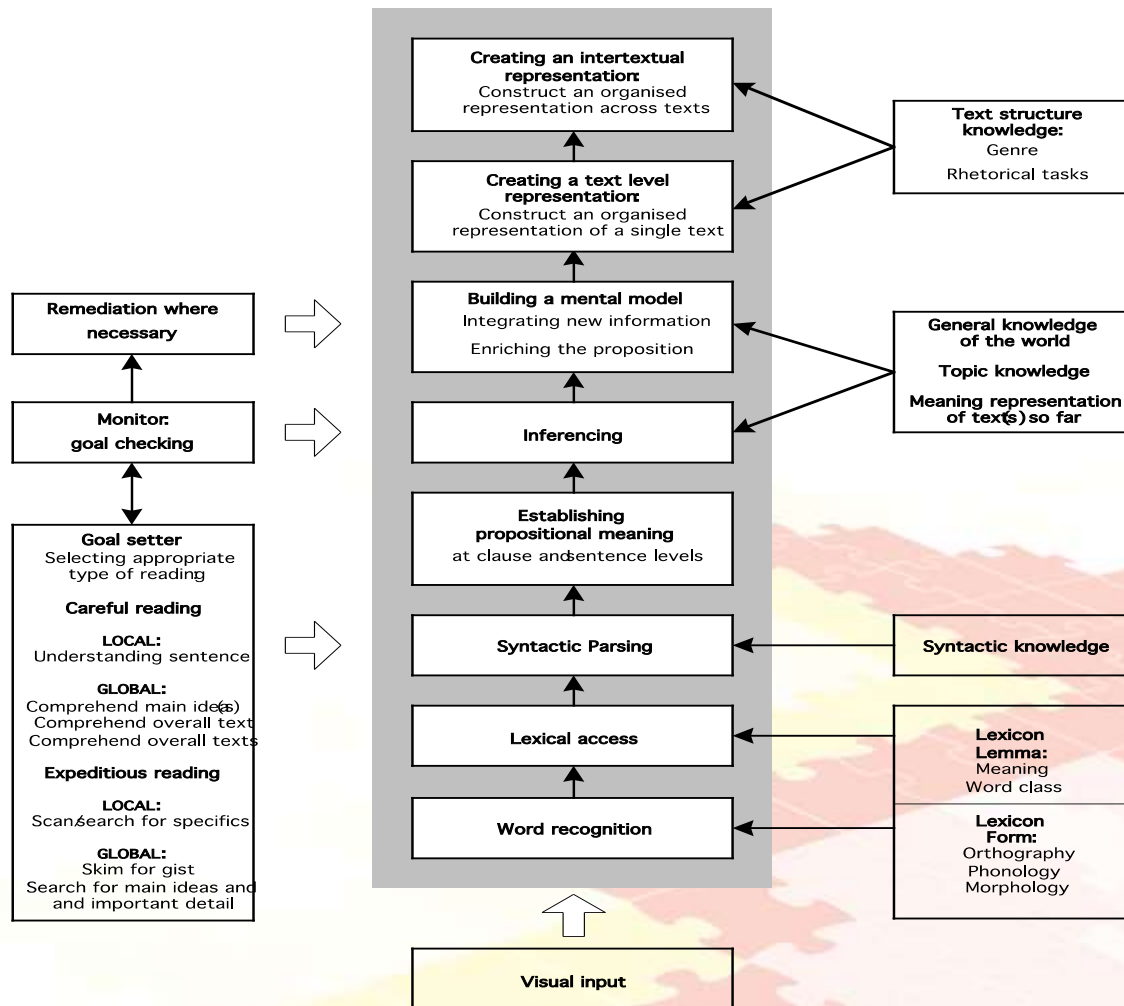 Creating an intertextual
representation:
Construct an organised
representation across texts
Creating a text level
representation:
Construct an organised
representation of a single text
Building a mental model
Integrating new information
Enriching the proposition
Inferencing
Establishing
propositional meaning
at clause and sentence levels
Syntactic Parsing
Lexical access
Word recognition
Visual input
Remediation where
necessary
Monitor:
goal checking
Goal setter
Selecting appropriate
type of reading:
Careful reading
LOCAL:
Understanding sentence
GLOBAL:
Comprehend main idea(s)
Comprehend overall text
Comprehend overall texts
Expeditious reading
LOCAL:
Scan/search for specifics
GLOBAL:
Skim for gist
Search for main ideas and
and important detail
Text structure
knowledge:
Genre
Rhetorical tasks
General knowledge
of the world
Topic knowledge
Meaning representation
of text(s) so far
Syntactic knowledge
Lexicon
Lemma:
Meaning
Word class
Lexicon
Form:
Orthography
Phonology
Morphology